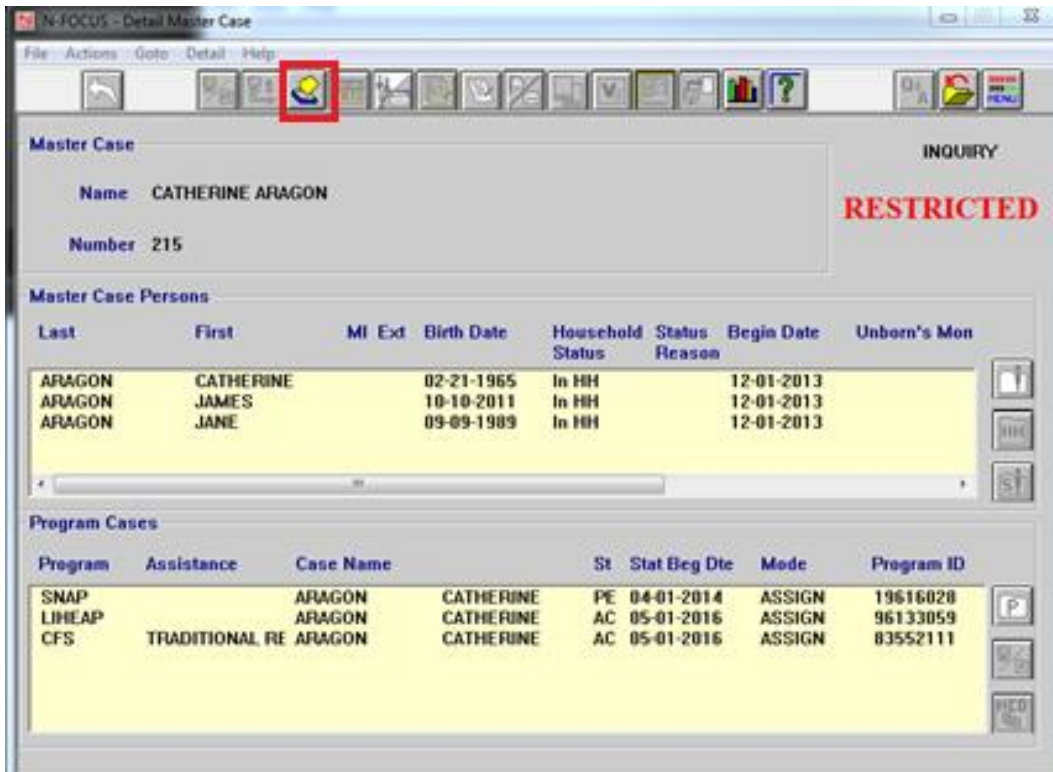 N-FOCUS - Detail Master Case
File Actions Goto Detail Help
MENU
Master Case
INQUIRY
Name CATHERINE ARAGON
RESTRICTED
Number 215
Master Case Persons
Last First MI Ext Birth Date Household Status Status Reason Begin Date Unborn's Mon
ARAGON CATHERINE 02-21-1965 In HH 12-01-2013
ARAGON JAMES 10-10-2011 In HH 12-01-2013
ARAGON JANE 09-09-1989 In HH 12-01-2013
Program Cases
Program Assistance Case Name St Stat Beg Dte Mode Program ID
SNAP ARAGON CATHERINE PE 04-01-2014 ASSIGN 19616028
LIHEAP ARAGON CATHERINE AC 05-01-2016 ASSIGN 96133059
CFS TRADITIONAL RE ARAGON CATHERINE AC 05-01-2016 ASSIGN 83552111
P